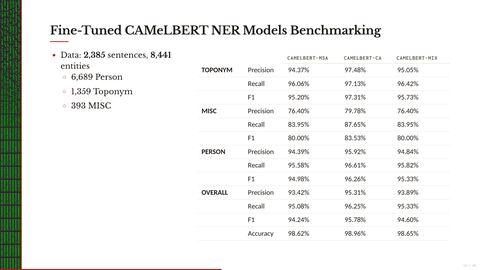 Fine-Tuned CAMeLBERT NER Models Benchmarking
Data: 2,385 sentences, 8,441
entities
6,689 Person
1,359 Toponym
393 MISC
CAMELBERT-MSA CAMELBERT-CA CAMELBERT-MIX
TOPONYM Precision 94.37% 97.48% 95.05%
Recall 96.06% 97.13% 96.42%
F1 95.20% 97.31% 95.73%
MISC Precision 76.40% 79.78% 76.40%
Recall 83.95% 87.65% 83.95%
F1 80.00% 83.53% 80.00%
PERSON Precision 94.39% 95.92% 94.84%
Recall 95.58% 96.61% 95.82%
F1 94.98% 96.26% 95.33%
OVERALL Precision 93.42% 95.31% 93.89%
Recall 95.08% 96.25% 95.33%
F1 94.24% 95.78% 94.60%
Accuracy 98.62% 98.96% 98.65%